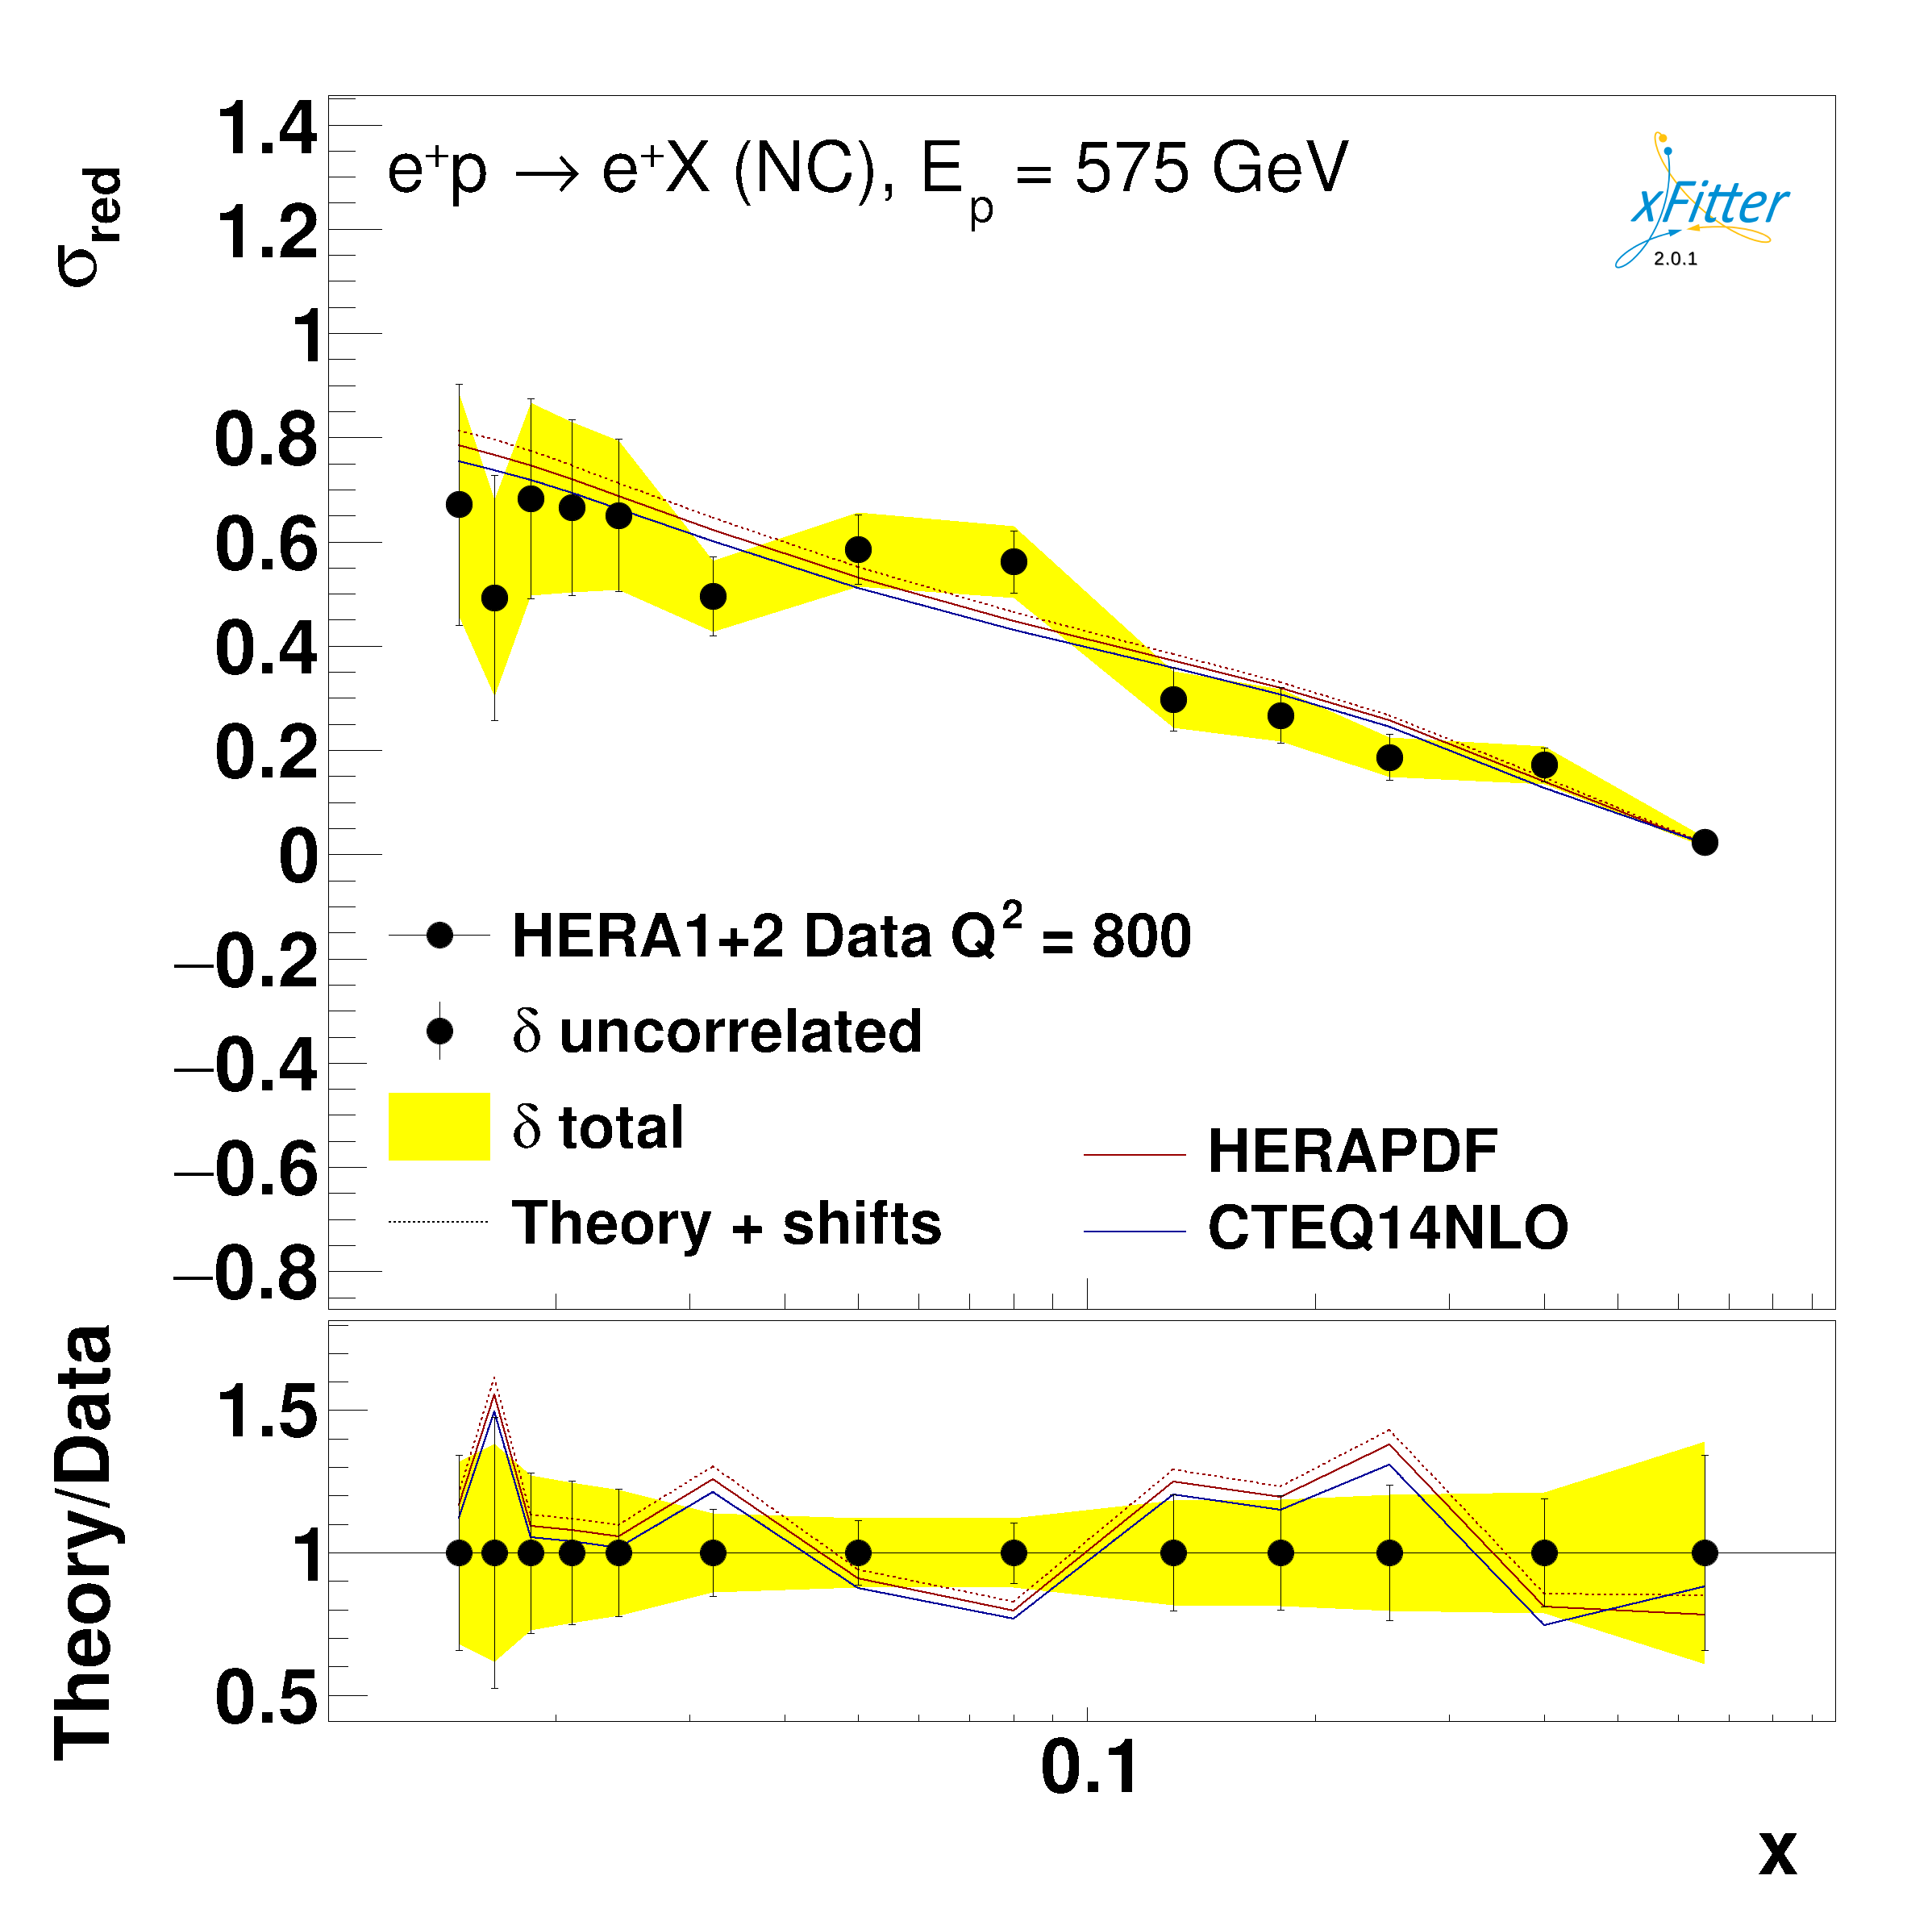 e⁺p → e⁺X (NC), E_p = 575 GeV
xFitter
2.0.1
σ_red
1.4
1.2
1
0.8
0.6
0.4
0.2
0
−0.2
−0.4
−0.6
−0.8
HERA1+2 Data Q² = 800
δ uncorrelated
δ total
Theory + shifts
HERAPDF
CTEQ14NLO
Theory/Data
1.5
1
0.5
0.1
x